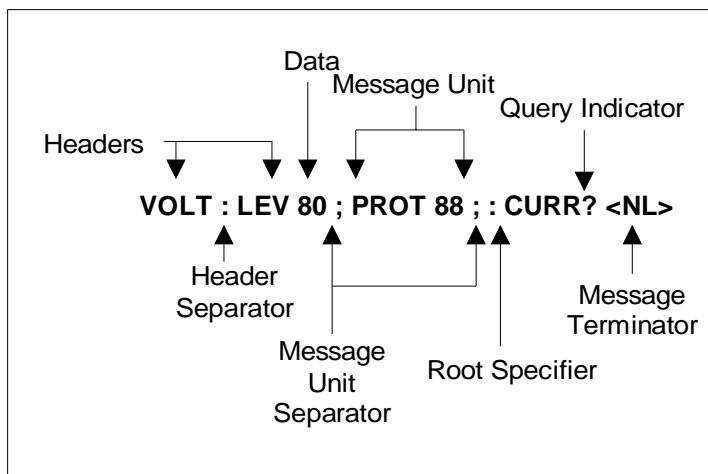 Data
Message Unit
Query Indicator
Headers
VOLT : LEV 80 ; PROT 88 ; : CURR? <NL>
Header
Separator
Message
Unit
Separator
Root Specifier
Message
Terminator